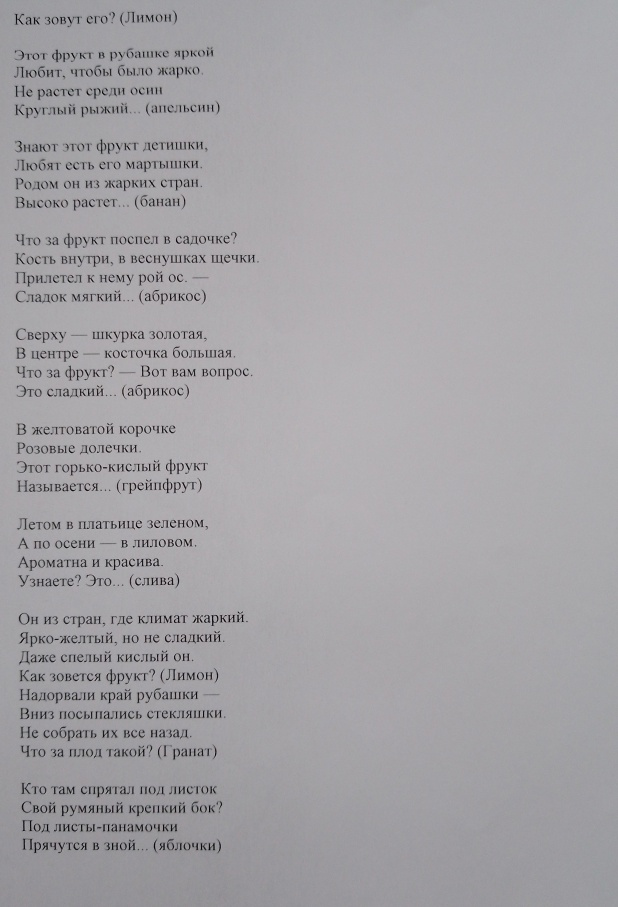 Как зовут его? (Лимон)
Этот фрукт в рубашке яркой
Любит, чтобы было жарко.
Не растет среди осин
Круглый рыжий... (апельсин)
Знают этот фрукт детишки,
Любят есть его мартышки.
Родом он из жарких стран.
Высоко растет... (банан)
Что за фрукт поспел в садочке?
Кость внутри, в веснушках щечки.
Прилетел к нему рой ос. —
Сладок мягкий... (абрикос)
Сверху — шкурка золотая,
В центре — косточка большая.
Что за фрукт? — Вот вам вопрос.
Это сладкий... (абрикос)
В желтоватой корочке
Розовые долечки.
Этот горько-кислый фрукт
Называется... (грейпфрут)
Летом в платьице зеленом,
А по осени — в лиловом.
Ароматна и красива.
Узнаете? Это... (слива)
Он из стран, где климат жаркий.
Ярко-желтый, но не сладкий.
Даже спелый кислый он.
Как зовется фрукт? (Лимон)
Надорвали край рубашки —
Вниз посыпались стекляшки.
Не собрать их все назад.
Что за плод такой? (Гранат)
Кто там спрятал под листок
Свой румяный крепкий бок?
Под листы-панамочки
Прячутся в зной... (яблочки)